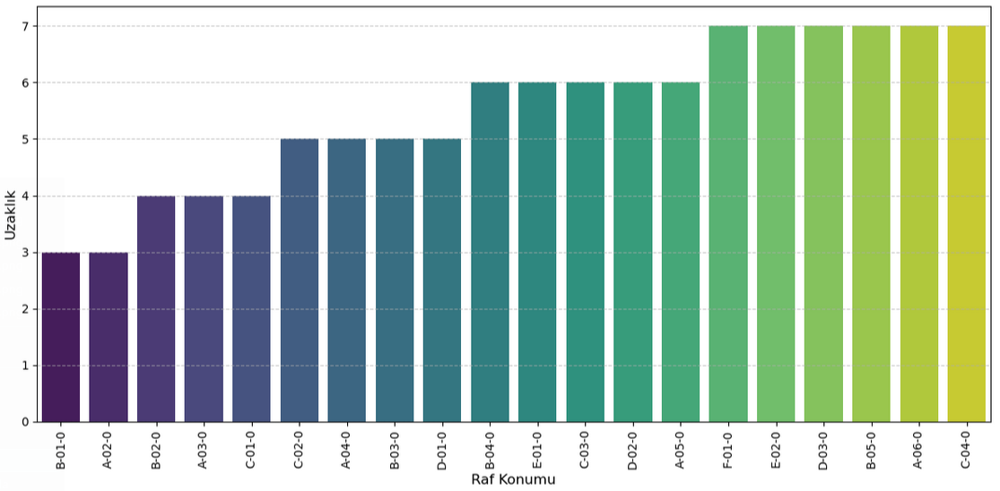 7
6
5
4
3
2
1
0
Uzaklık
B-01-0
A-02-0
B-02-0
A-03-0
C-01-0
C-02-0
A-04-0
B-03-0
D-01-0
B-04-0
E-01-0
C-03-0
D-02-0
A-05-0
F-01-0
E-02-0
D-03-0
B-05-0
A-06-0
C-04-0
Raf Konumu